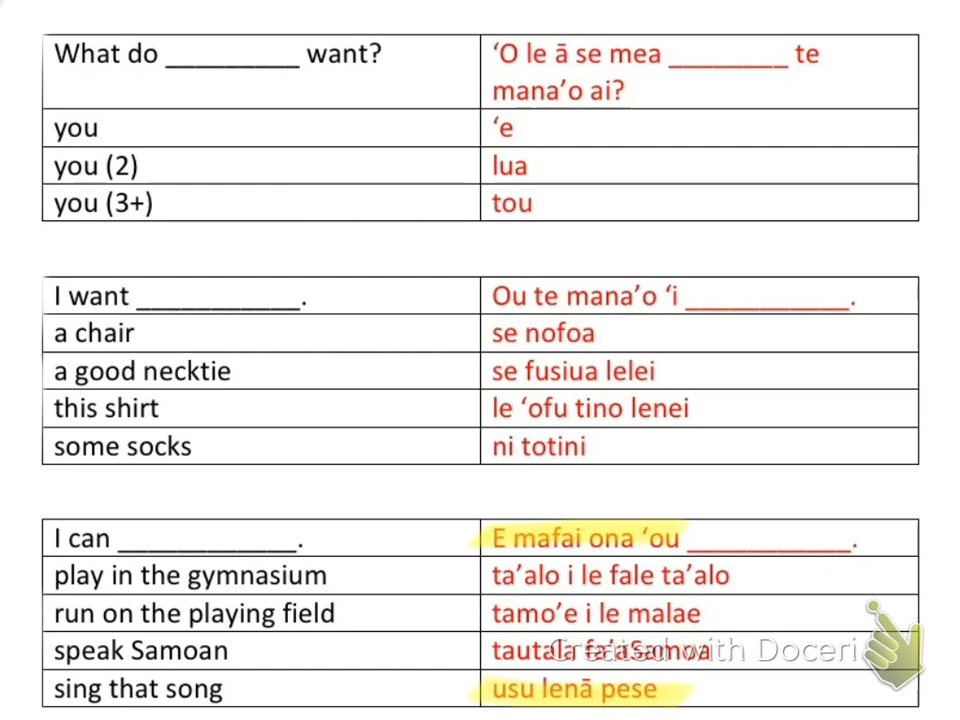 What do _________ want? ‘O le ā se mea ________ te
mana’o ai?
you ‘e
you (2) lua
you (3+) tou
I want ___________. Ou te mana’o ‘i ___________.
a chair se nofoa
a good necktie se fusiua lelei
this shirt le ‘ofu tino lenei
some socks ni totini
I can ____________. E mafai ona ‘ou ___________.
play in the gymnasium ta’alo i le fale ta’alo
run on the playing field tamo’e i le malae
speak Samoan tautala fa’aSamoa
Created with Doceri
sing that song usu lenā pese